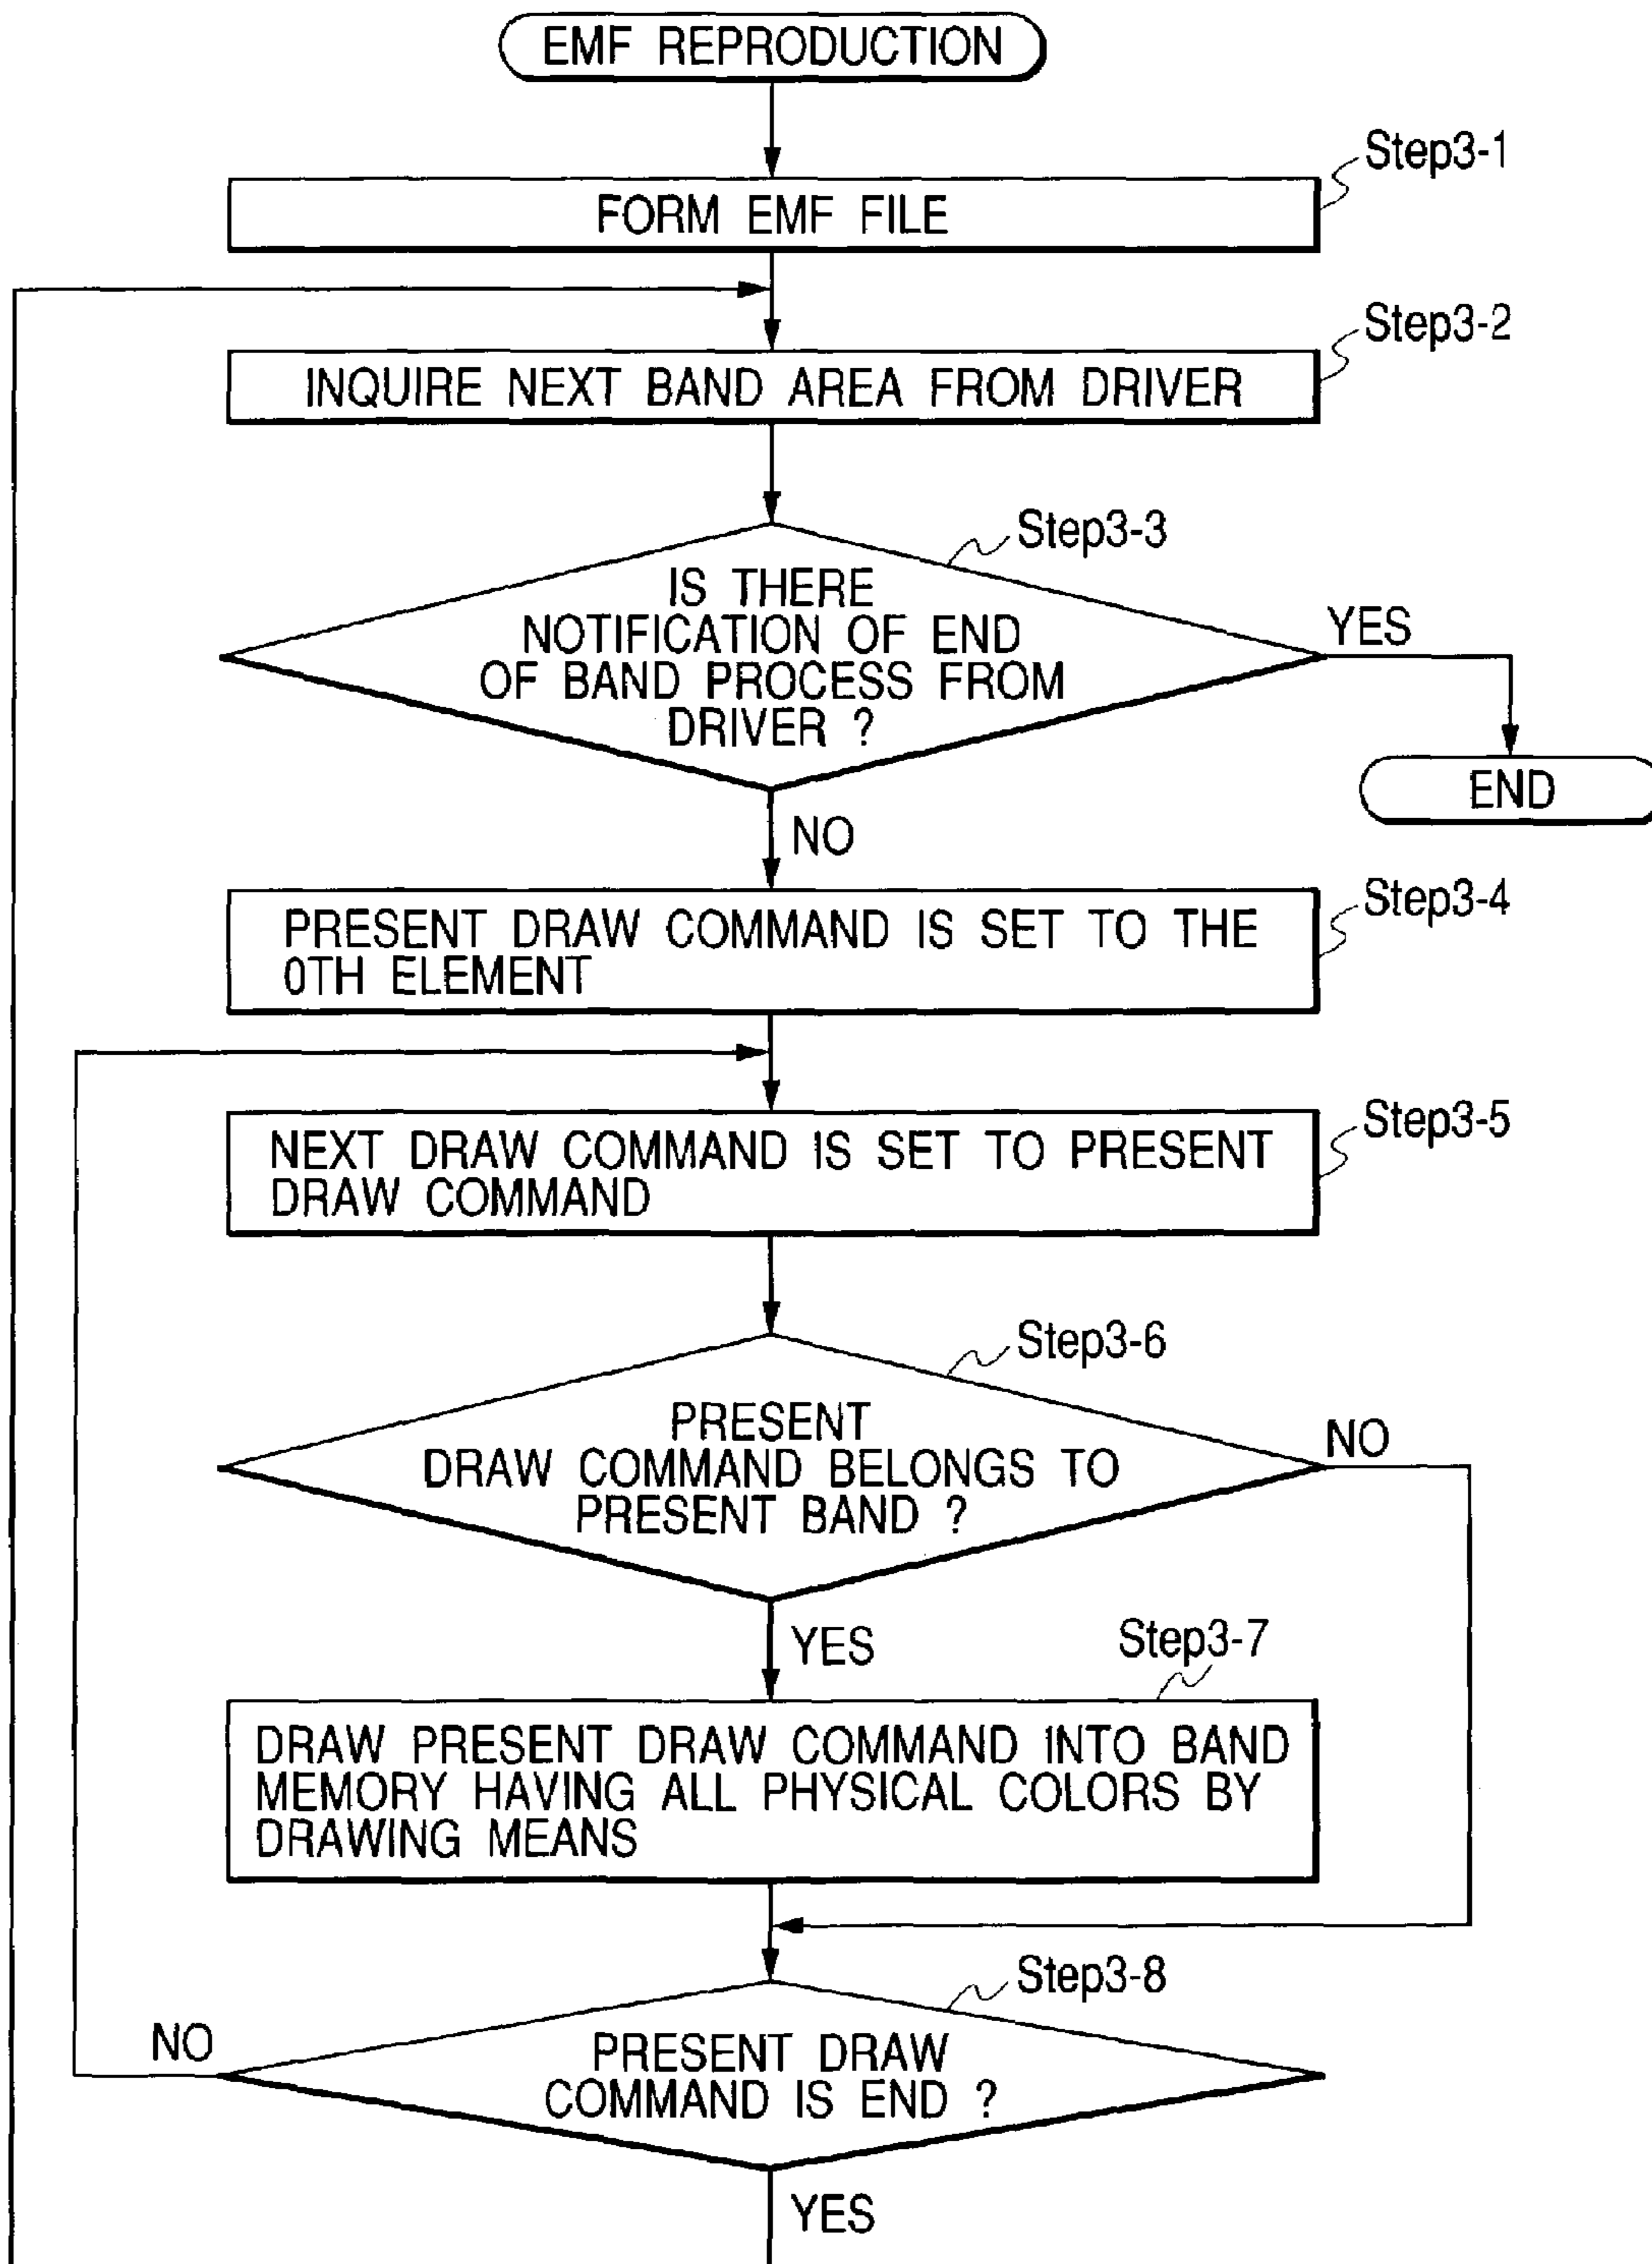 EMF REPRODUCTION
Step3-1
FORM EMF FILE
Step3-2
INQUIRE NEXT BAND AREA FROM DRIVER
Step3-3
IS THERE
NOTIFICATION OF END
OF BAND PROCESS FROM
DRIVER ?
YES
END
NO
Step3-4
PRESENT DRAW COMMAND IS SET TO THE
0TH ELEMENT
Step3-5
NEXT DRAW COMMAND IS SET TO PRESENT
DRAW COMMAND
Step3-6
PRESENT
DRAW COMMAND BELONGS TO
PRESENT BAND ?
NO
YES
Step3-7
DRAW PRESENT DRAW COMMAND INTO BAND
MEMORY HAVING ALL PHYSICAL COLORS BY
DRAWING MEANS
Step3-8
NO
PRESENT DRAW
COMMAND IS END ?
YES